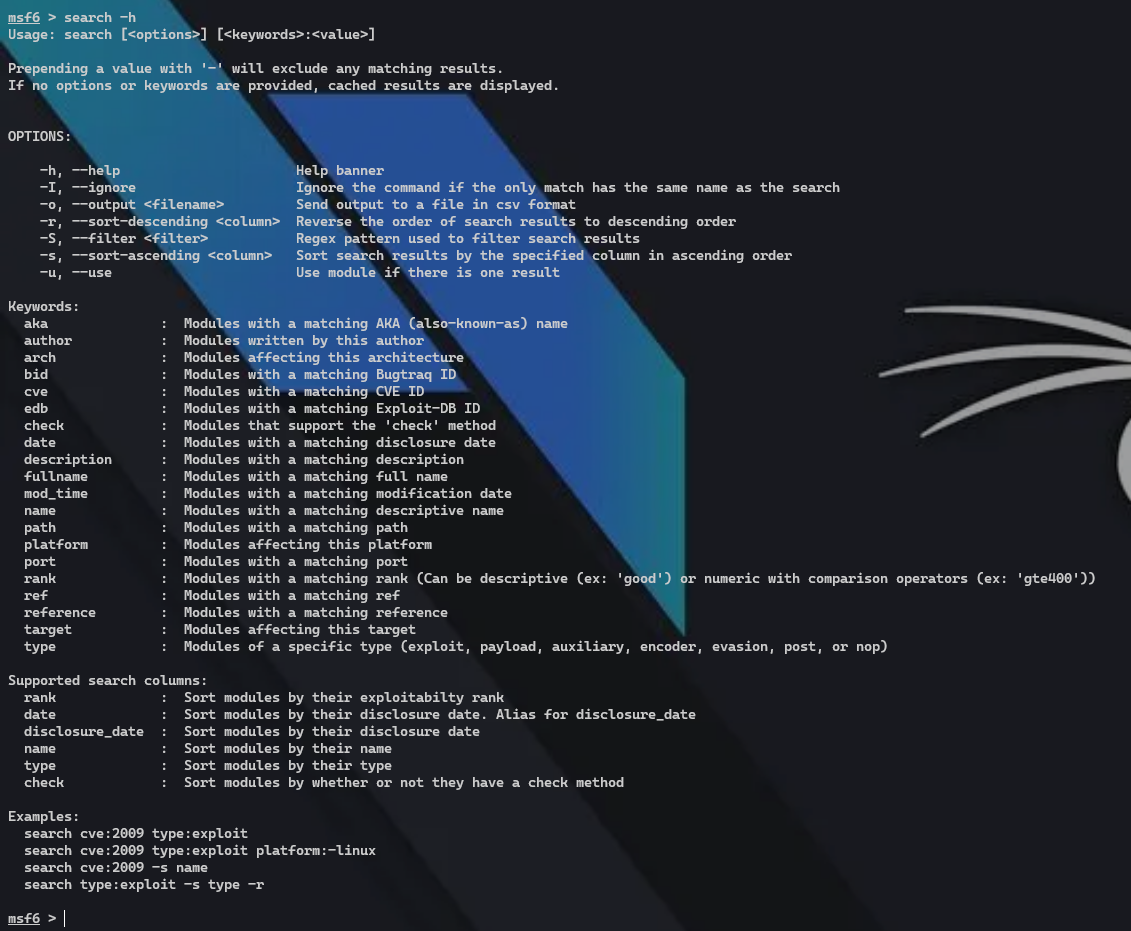 msf6 > search -h
Usage: search [<options>] [<keywords>:<value>]

Prepending a value with '-' will exclude any matching results.
If no options or keywords are provided, cached results are displayed.


OPTIONS:

    -h, --help                      Help banner
    -I, --ignore                    Ignore the command if the only match has the same name as the search
    -o, --output <filename>         Send output to a file in csv format
    -r, --sort-descending <column>  Reverse the order of search results to descending order
    -S, --filter <filter>           Regex pattern used to filter search results
    -s, --sort-ascending <column>   Sort search results by the specified column in ascending order
    -u, --use                       Use module if there is one result

Keywords:
  aka              :  Modules with a matching AKA (also-known-as) name
  author           :  Modules written by this author
  arch             :  Modules affecting this architecture
  bid              :  Modules with a matching Bugtraq ID
  cve              :  Modules with a matching CVE ID
  edb              :  Modules with a matching Exploit-DB ID
  check            :  Modules that support the 'check' method
  date             :  Modules with a matching disclosure date
  description      :  Modules with a matching description
  fullname         :  Modules with a matching full name
  mod_time         :  Modules with a matching modification date
  name             :  Modules with a matching descriptive name
  path             :  Modules with a matching path
  platform         :  Modules affecting this platform
  port             :  Modules with a matching port
  rank             :  Modules with a matching rank (Can be descriptive (ex: 'good') or numeric with comparison operators (ex: 'gte400'))
  ref              :  Modules with a matching ref
  reference        :  Modules with a matching reference
  target           :  Modules affecting this target
  type             :  Modules of a specific type (exploit, payload, auxiliary, encoder, evasion, post, or nop)

Supported search columns:
  rank             :  Sort modules by their exploitabilty rank
  date             :  Sort modules by their disclosure date. Alias for disclosure_date
  disclosure_date  :  Sort modules by their disclosure date
  name             :  Sort modules by their name
  type             :  Sort modules by their type
  check            :  Sort modules by whether or not they have a check method

Examples:
  search cve:2009 type:exploit
  search cve:2009 type:exploit platform:-linux
  search cve:2009 -s name
  search type:exploit -s type -r

msf6 >